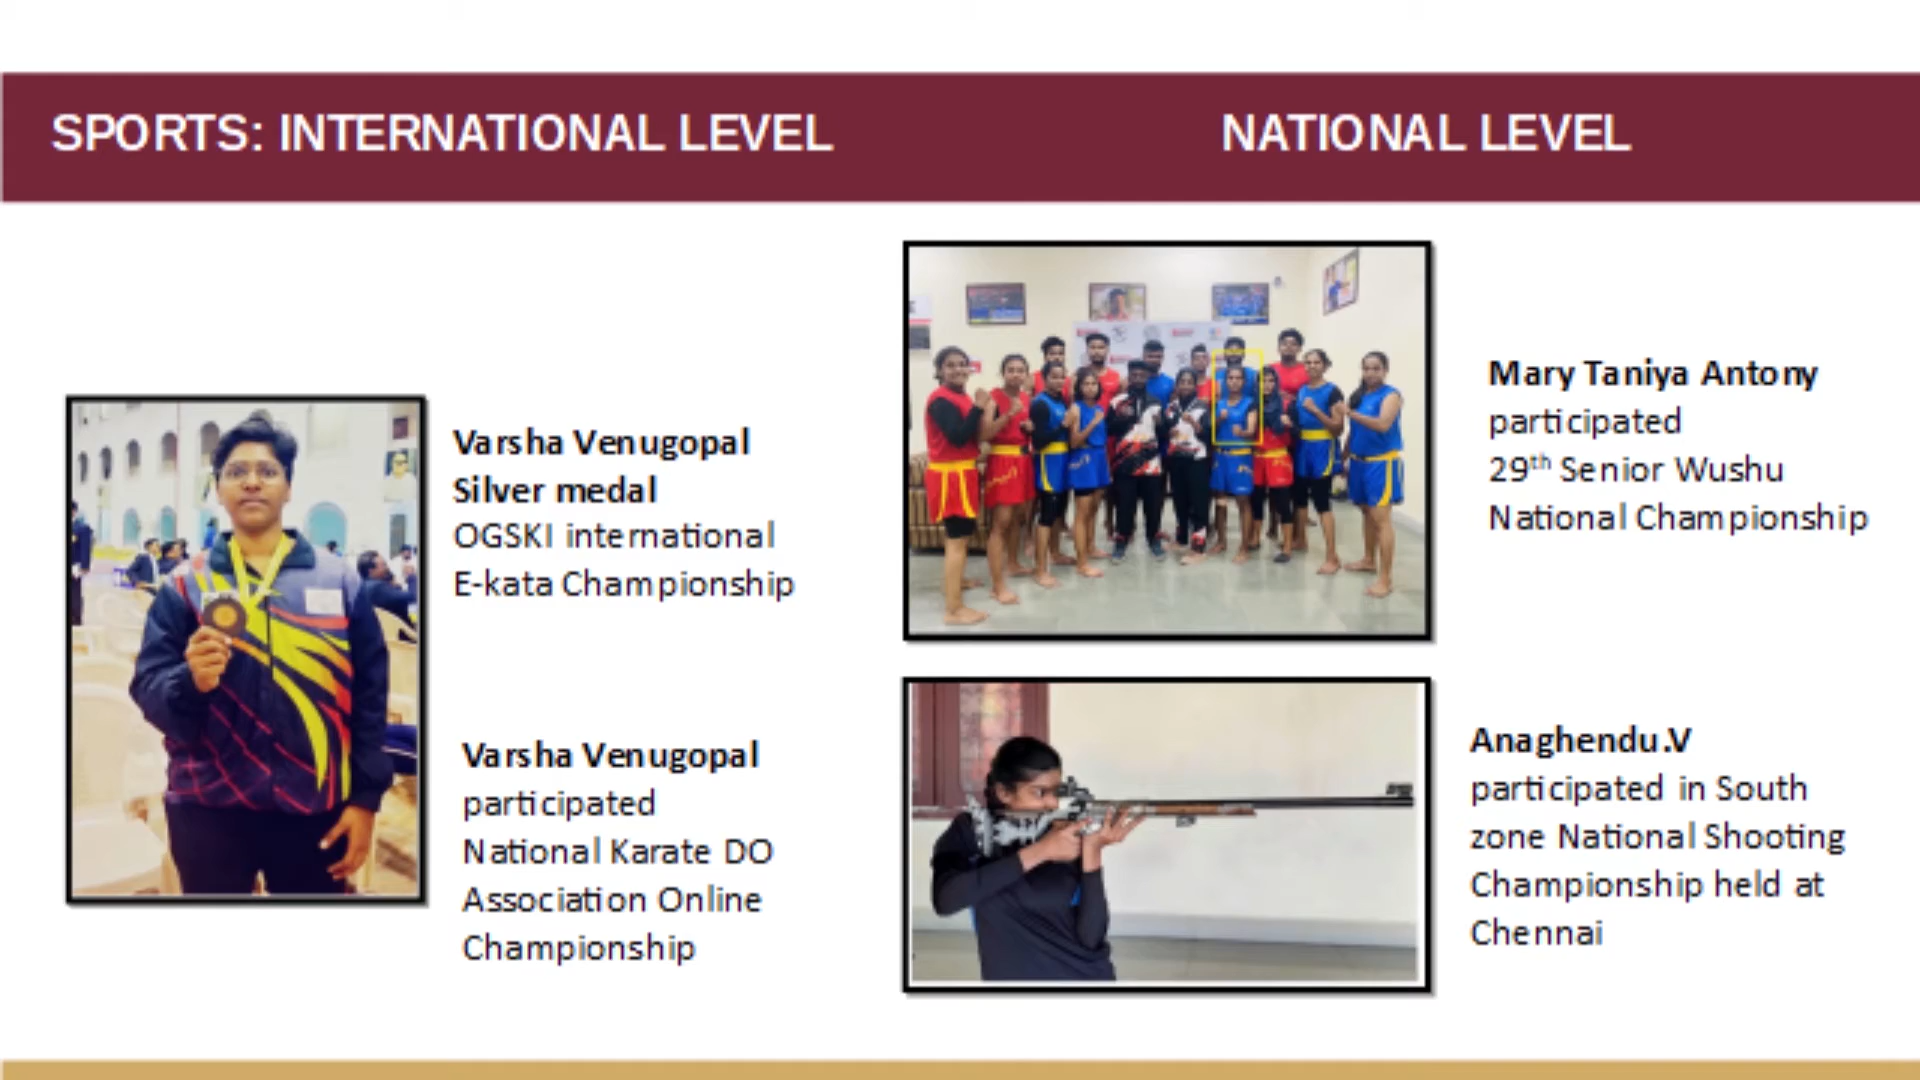 SPORTS: INTERNATIONAL LEVEL
NATIONAL LEVEL
Varsha Venugopal
Silver medal
OGSKI international
E-kata Championship
Varsha Venugopal
participated
National Karate DO
Association Online
Championship
Mary Taniya Antony
participated
29th Senior Wushu
National Championship
Anaghendu.V
participated in South
zone National Shooting
Championship held at
Chennai